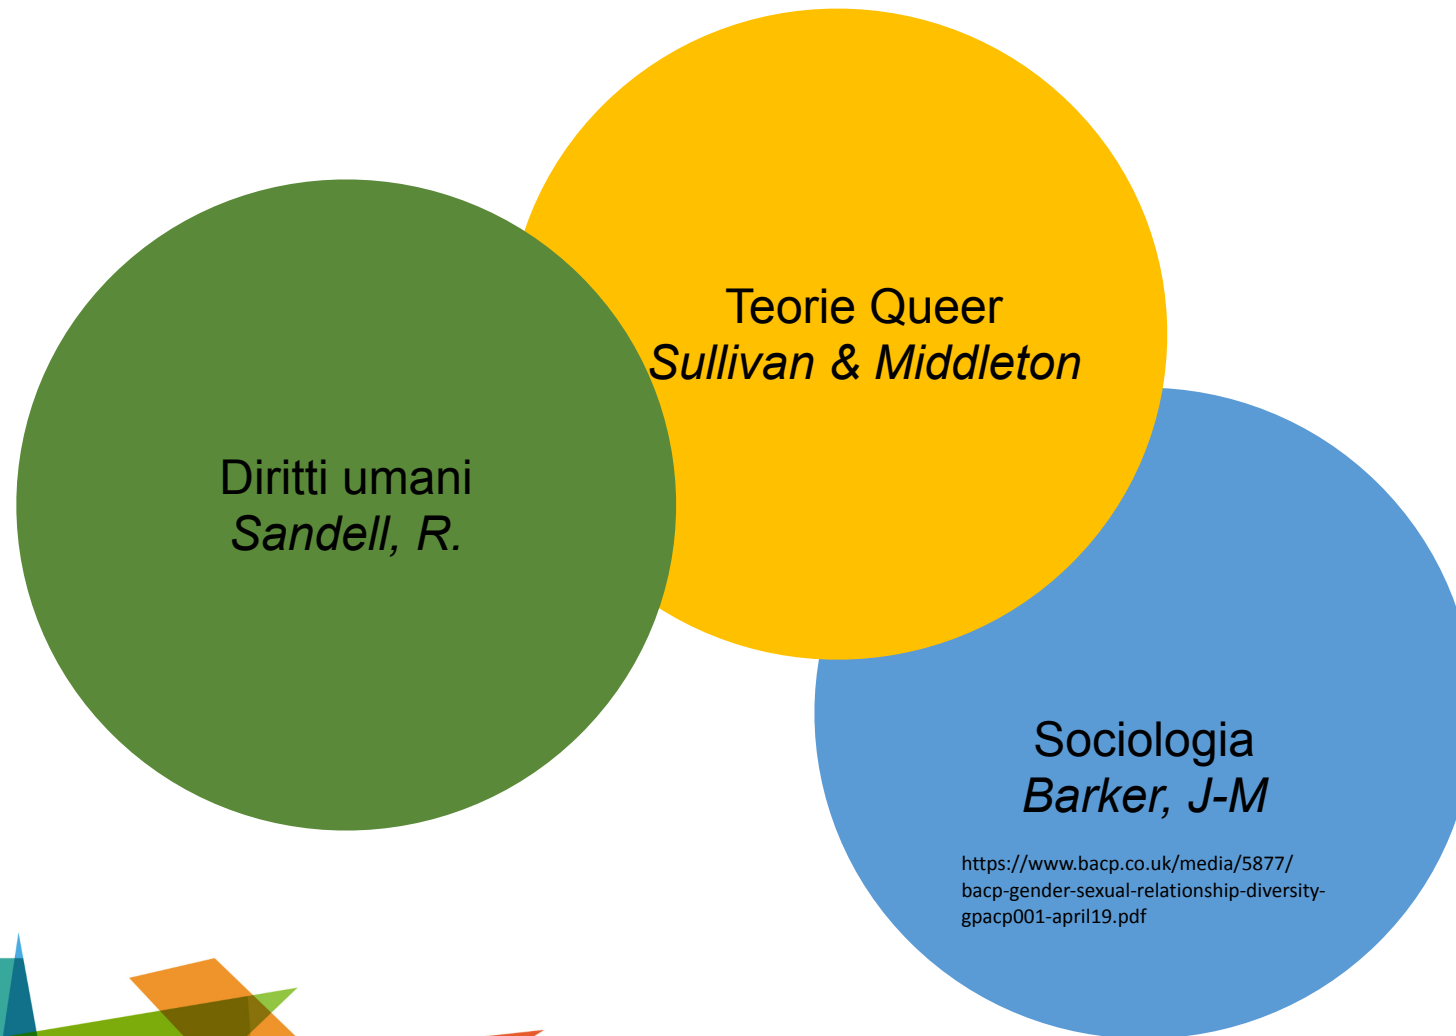 Teorie Queer
Sullivan & Middleton
Diritti umani
Sandell, R.
Sociologia
Barker, J-M
https://www.bacp.co.uk/media/5877/
bacp-gender-sexual-relationship-diversity-
gpacp001-april19.pdf